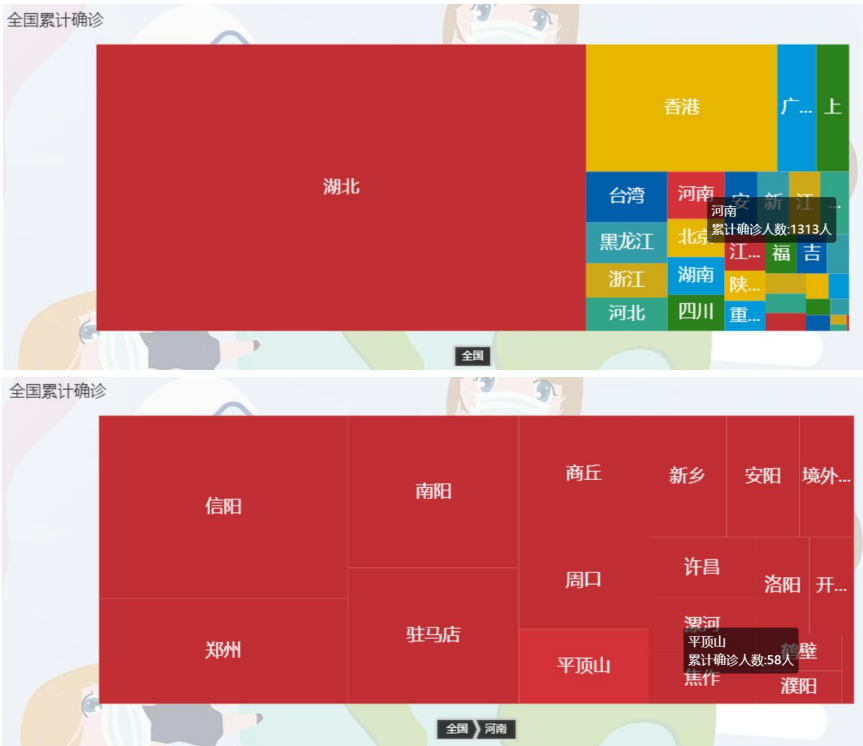 全国累计确诊
湖北
香港
广...
上
台湾
河南
安
新
江
...
河南
累计确诊人数:1313人
黑龙江
北京
江...
福
吉
浙江
湖南
陕...
河北
四川
重...
全国
全国累计确诊
信阳
南阳
商丘
新乡
安阳
境外...
周口
许昌
洛阳
开...
郑州
驻马店
平顶山
漯河
平顶山
累计确诊人数:58人
鹤壁
焦作
濮阳
全国
河南